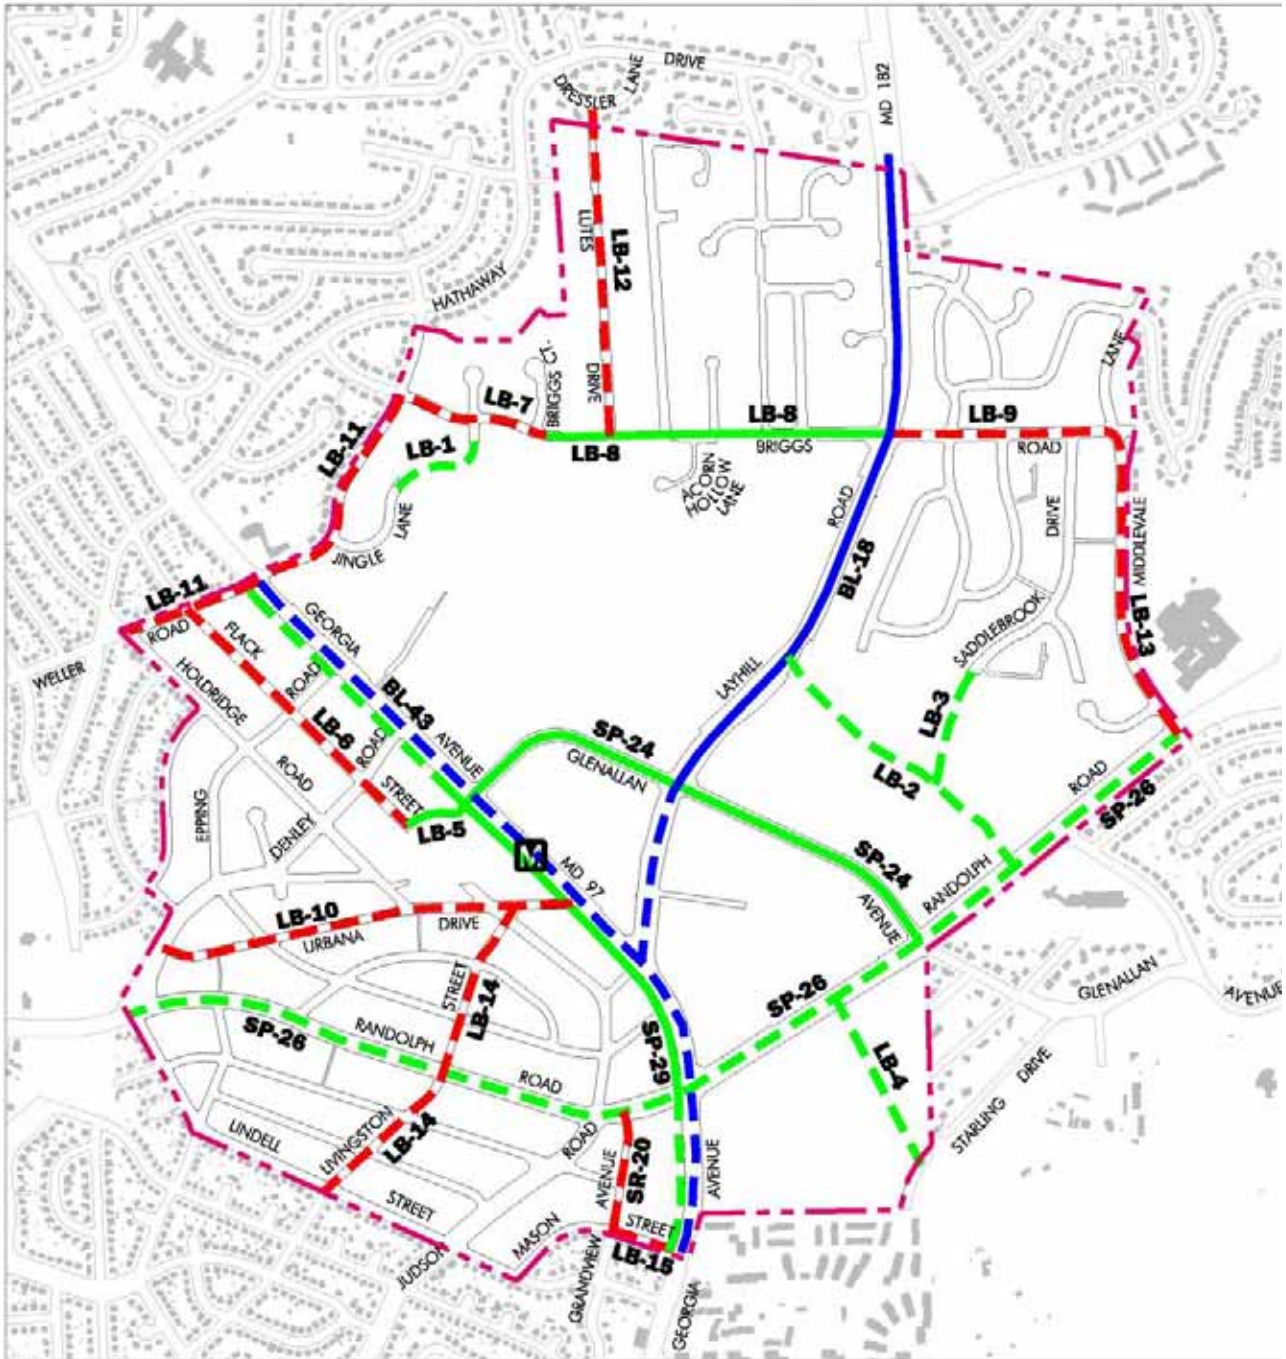 DRIVE
LANE
DRESSLER
MD 182
LUTES
LB-12
HATHAWAY
LANE
BRIGGS CT.
DRIVE
LB-7
LB-8
LB-9
LB-11
LB-1
LB-8
BRIGGS
ROAD
ACORN
HOLLOW
LANE
LANE
JINGLE
ROAD
DRIVE
MIDDLEVALE
BL-18
LB-11
ROAD
FLACK
GEORGIA
SADDLEBROOK
LB-13
WELLER
HOLDRIDGE
ROAD
LAYHILL
BL-43
LB-3
LB-6
AVENUE
SP-24
ROAD
ROAD
GLENALLAN
LB-2
ROAD
STREET
SP-26
EPPING
DENLEY
LB-5
M
MD 97
SP-24
RANDOLPH
AVENUE
LB-10
DRIVE
URBANA
STREET
LB-14
SP-26
GLENALLAN
AVENUE
SP-26
RANDOLPH
SP-29
ROAD
LB-4
DRIVE
STARLING
LINDELL
LIVINGSTON
LB-14
ROAD
AVENUE
SR-20
AVENUE
STREET
MASON
STREET
LB-15
JUDSON
GRANDVIEW
GEORGIA